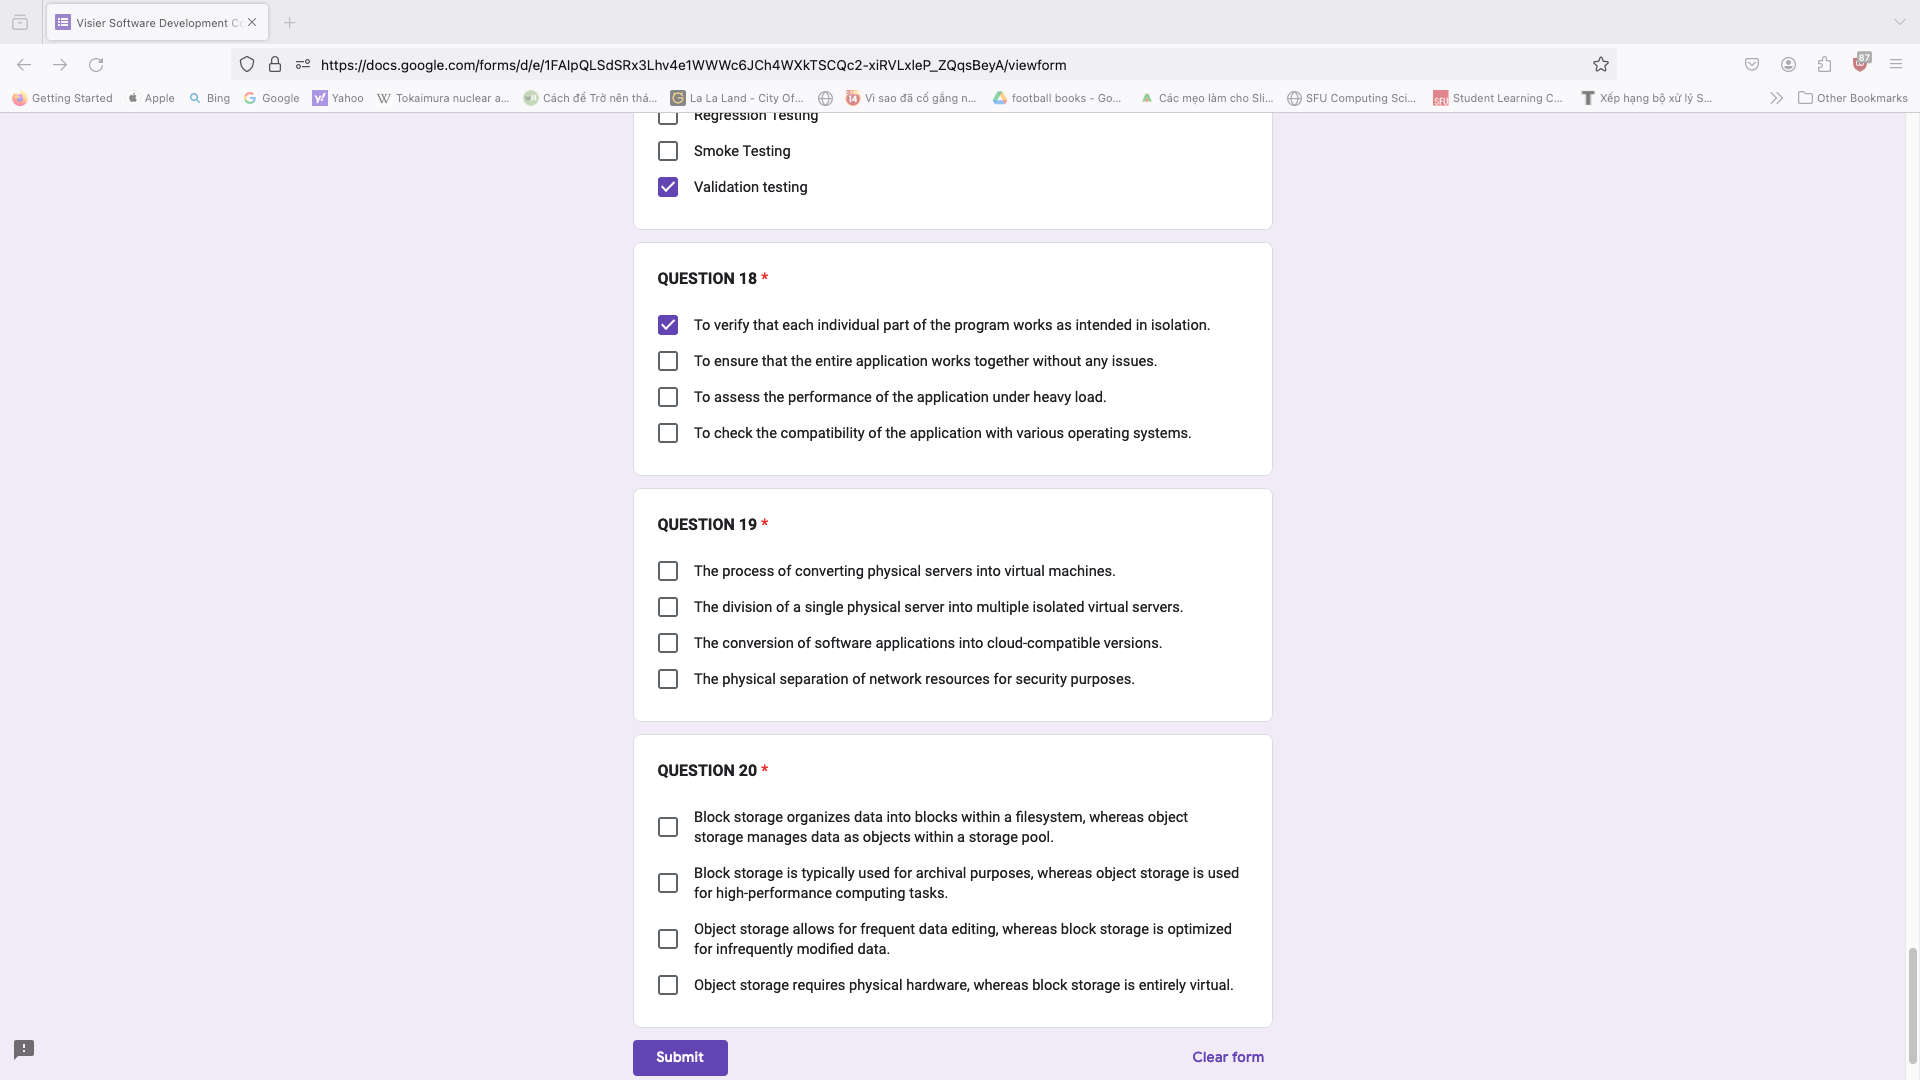 Visier Software Development C
https://docs.google.com/forms/d/e/1FAIpQLSdSRx3Lhv4e1WWWc6JCh4WXkTSCQc2-xiRVLxleP_ZQqsBeyA/viewform
87
Getting Started
Apple
Bing
Google
Yahoo
Tokaimura nuclear a...
Cách để Trở nên thá...
La La Land - City Of...
Vì sao đã cố gắng n...
football books - Go...
Các mẹo làm cho Sli...
SFU Computing Sci...
Student Learning C...
Xếp hạng bộ xử lý S...
Other Bookmarks
Regression Testing
Smoke Testing
Validation testing
QUESTION 18 *
To verify that each individual part of the program works as intended in isolation.
To ensure that the entire application works together without any issues.
To assess the performance of the application under heavy load.
To check the compatibility of the application with various operating systems.
QUESTION 19 *
The process of converting physical servers into virtual machines.
The division of a single physical server into multiple isolated virtual servers.
The conversion of software applications into cloud-compatible versions.
The physical separation of network resources for security purposes.
QUESTION 20 *
Block storage organizes data into blocks within a filesystem, whereas object
storage manages data as objects within a storage pool.
Block storage is typically used for archival purposes, whereas object storage is used
for high-performance computing tasks.
Object storage allows for frequent data editing, whereas block storage is optimized
for infrequently modified data.
Object storage requires physical hardware, whereas block storage is entirely virtual.
Submit
Clear form